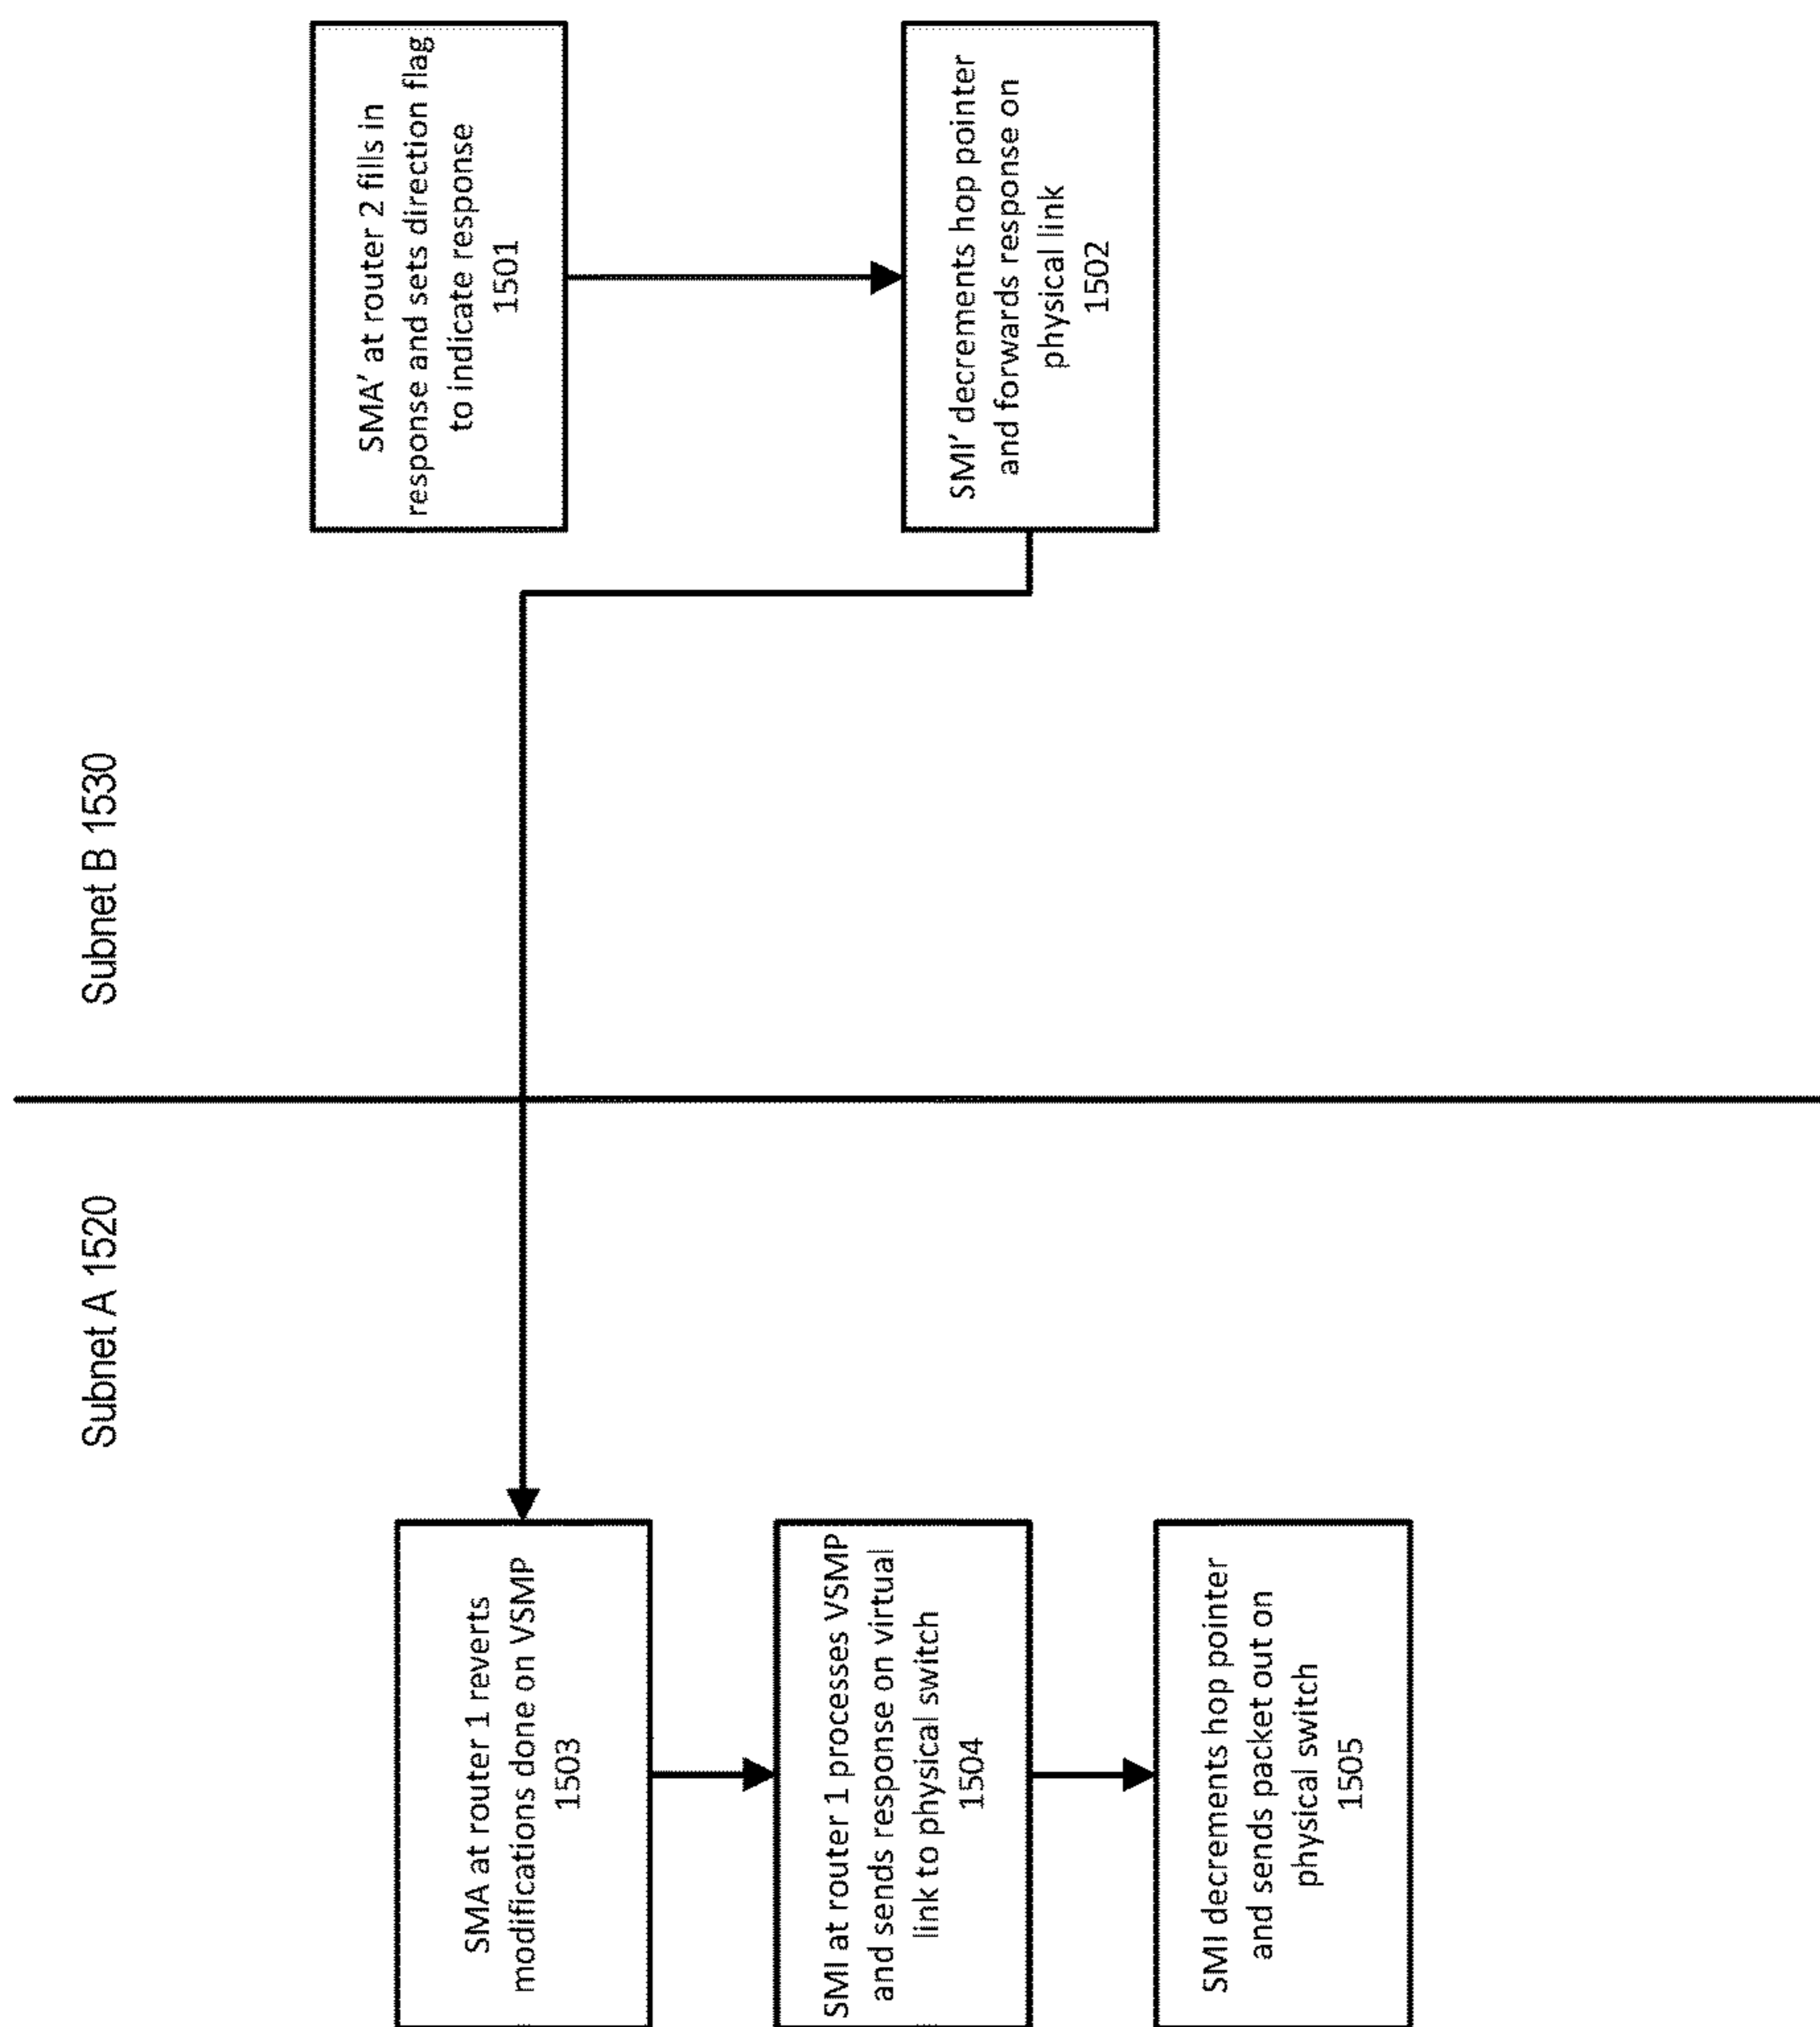 Subnet A 1520
Subnet B 1530
SMA' at router 2 fills in
response and sets direction flag
to indicate response
1501
SMI' decrements hop pointer
and forwards response on
physical link
1502
SMA at router 1 reverts
modifications done on VSMP
1503
SMI at router 1 processes VSMP
and sends response on virtual
link to physical switch
1504
SMI decrements hop pointer
and sends packet out on
physical switch
1505